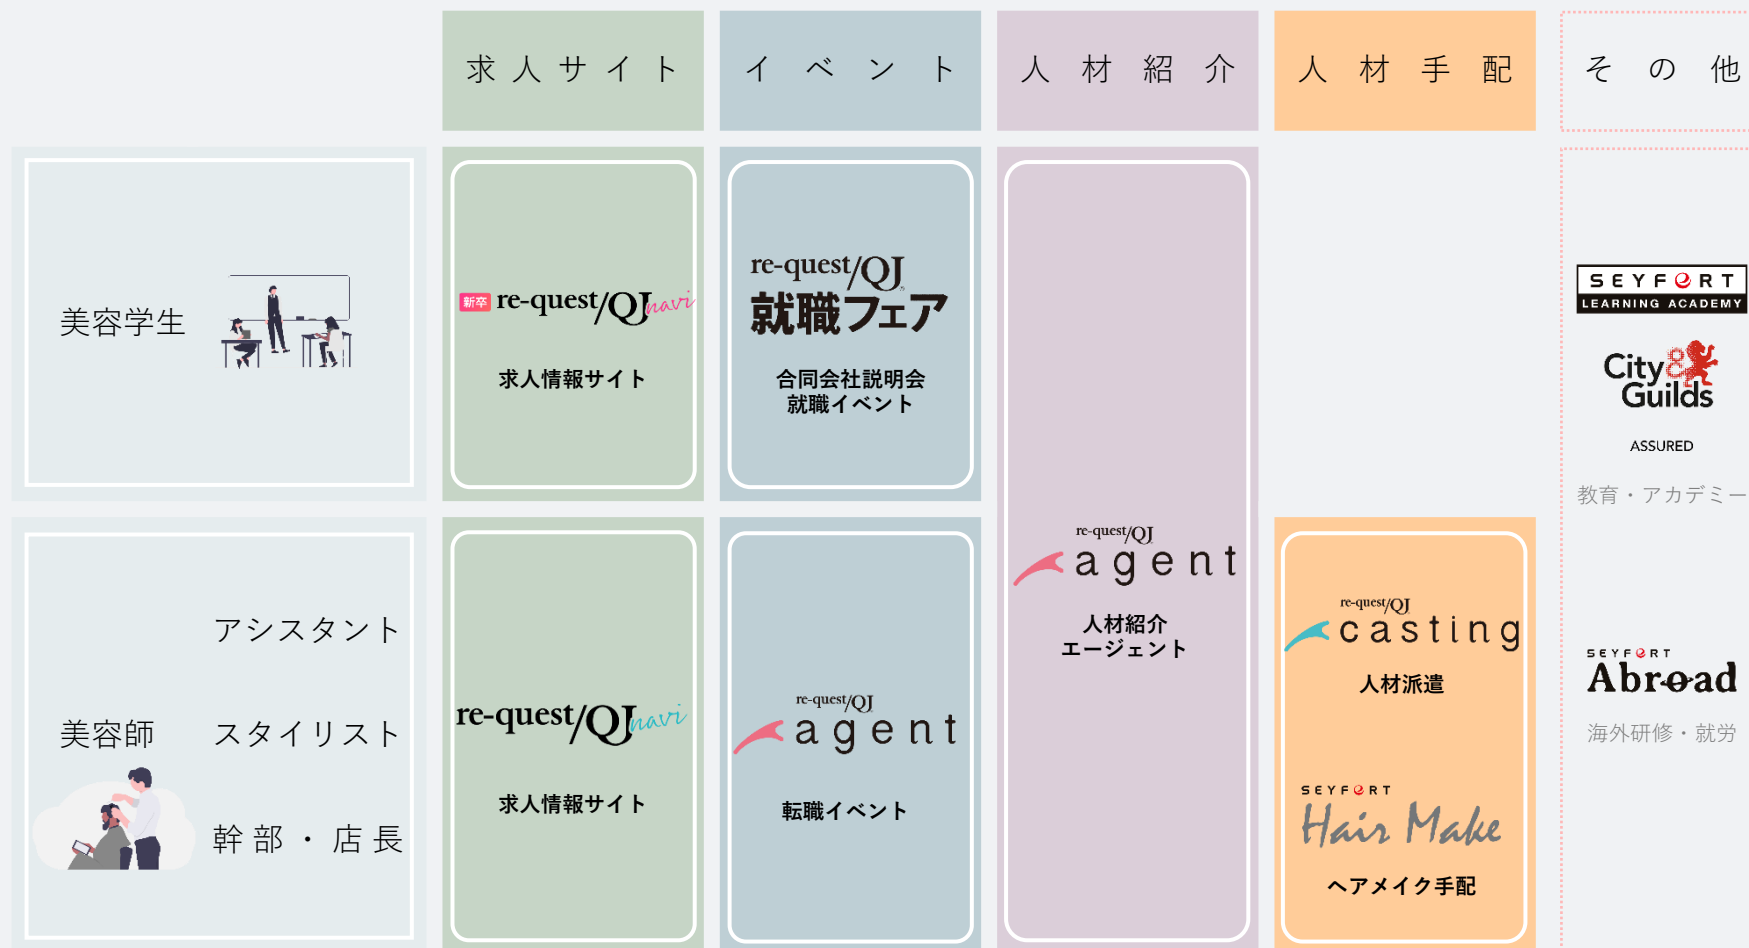 求人サイト
イベント
人材紹介
人材手配
その他
美容学生
新卒 re-quest/QJ navi
求人情報サイト
re-quest/QJ
就職フェア
合同会社説明会
就職イベント
re-quest/QJ
agent
人材紹介
エージェント
SEYFERT
LEARNING ACADEMY
City &
Guilds
ASSURED
教育・アカデミー
美容師
アシスタント
スタイリスト
幹部・店長
re-quest/QJ navi
求人情報サイト
re-quest/QJ
agent
転職イベント
re-quest/QJ
casting
人材派遣
SEYFERT
Hair Make
ヘアメイク手配
SEYFERT
Abroad
海外研修・就労